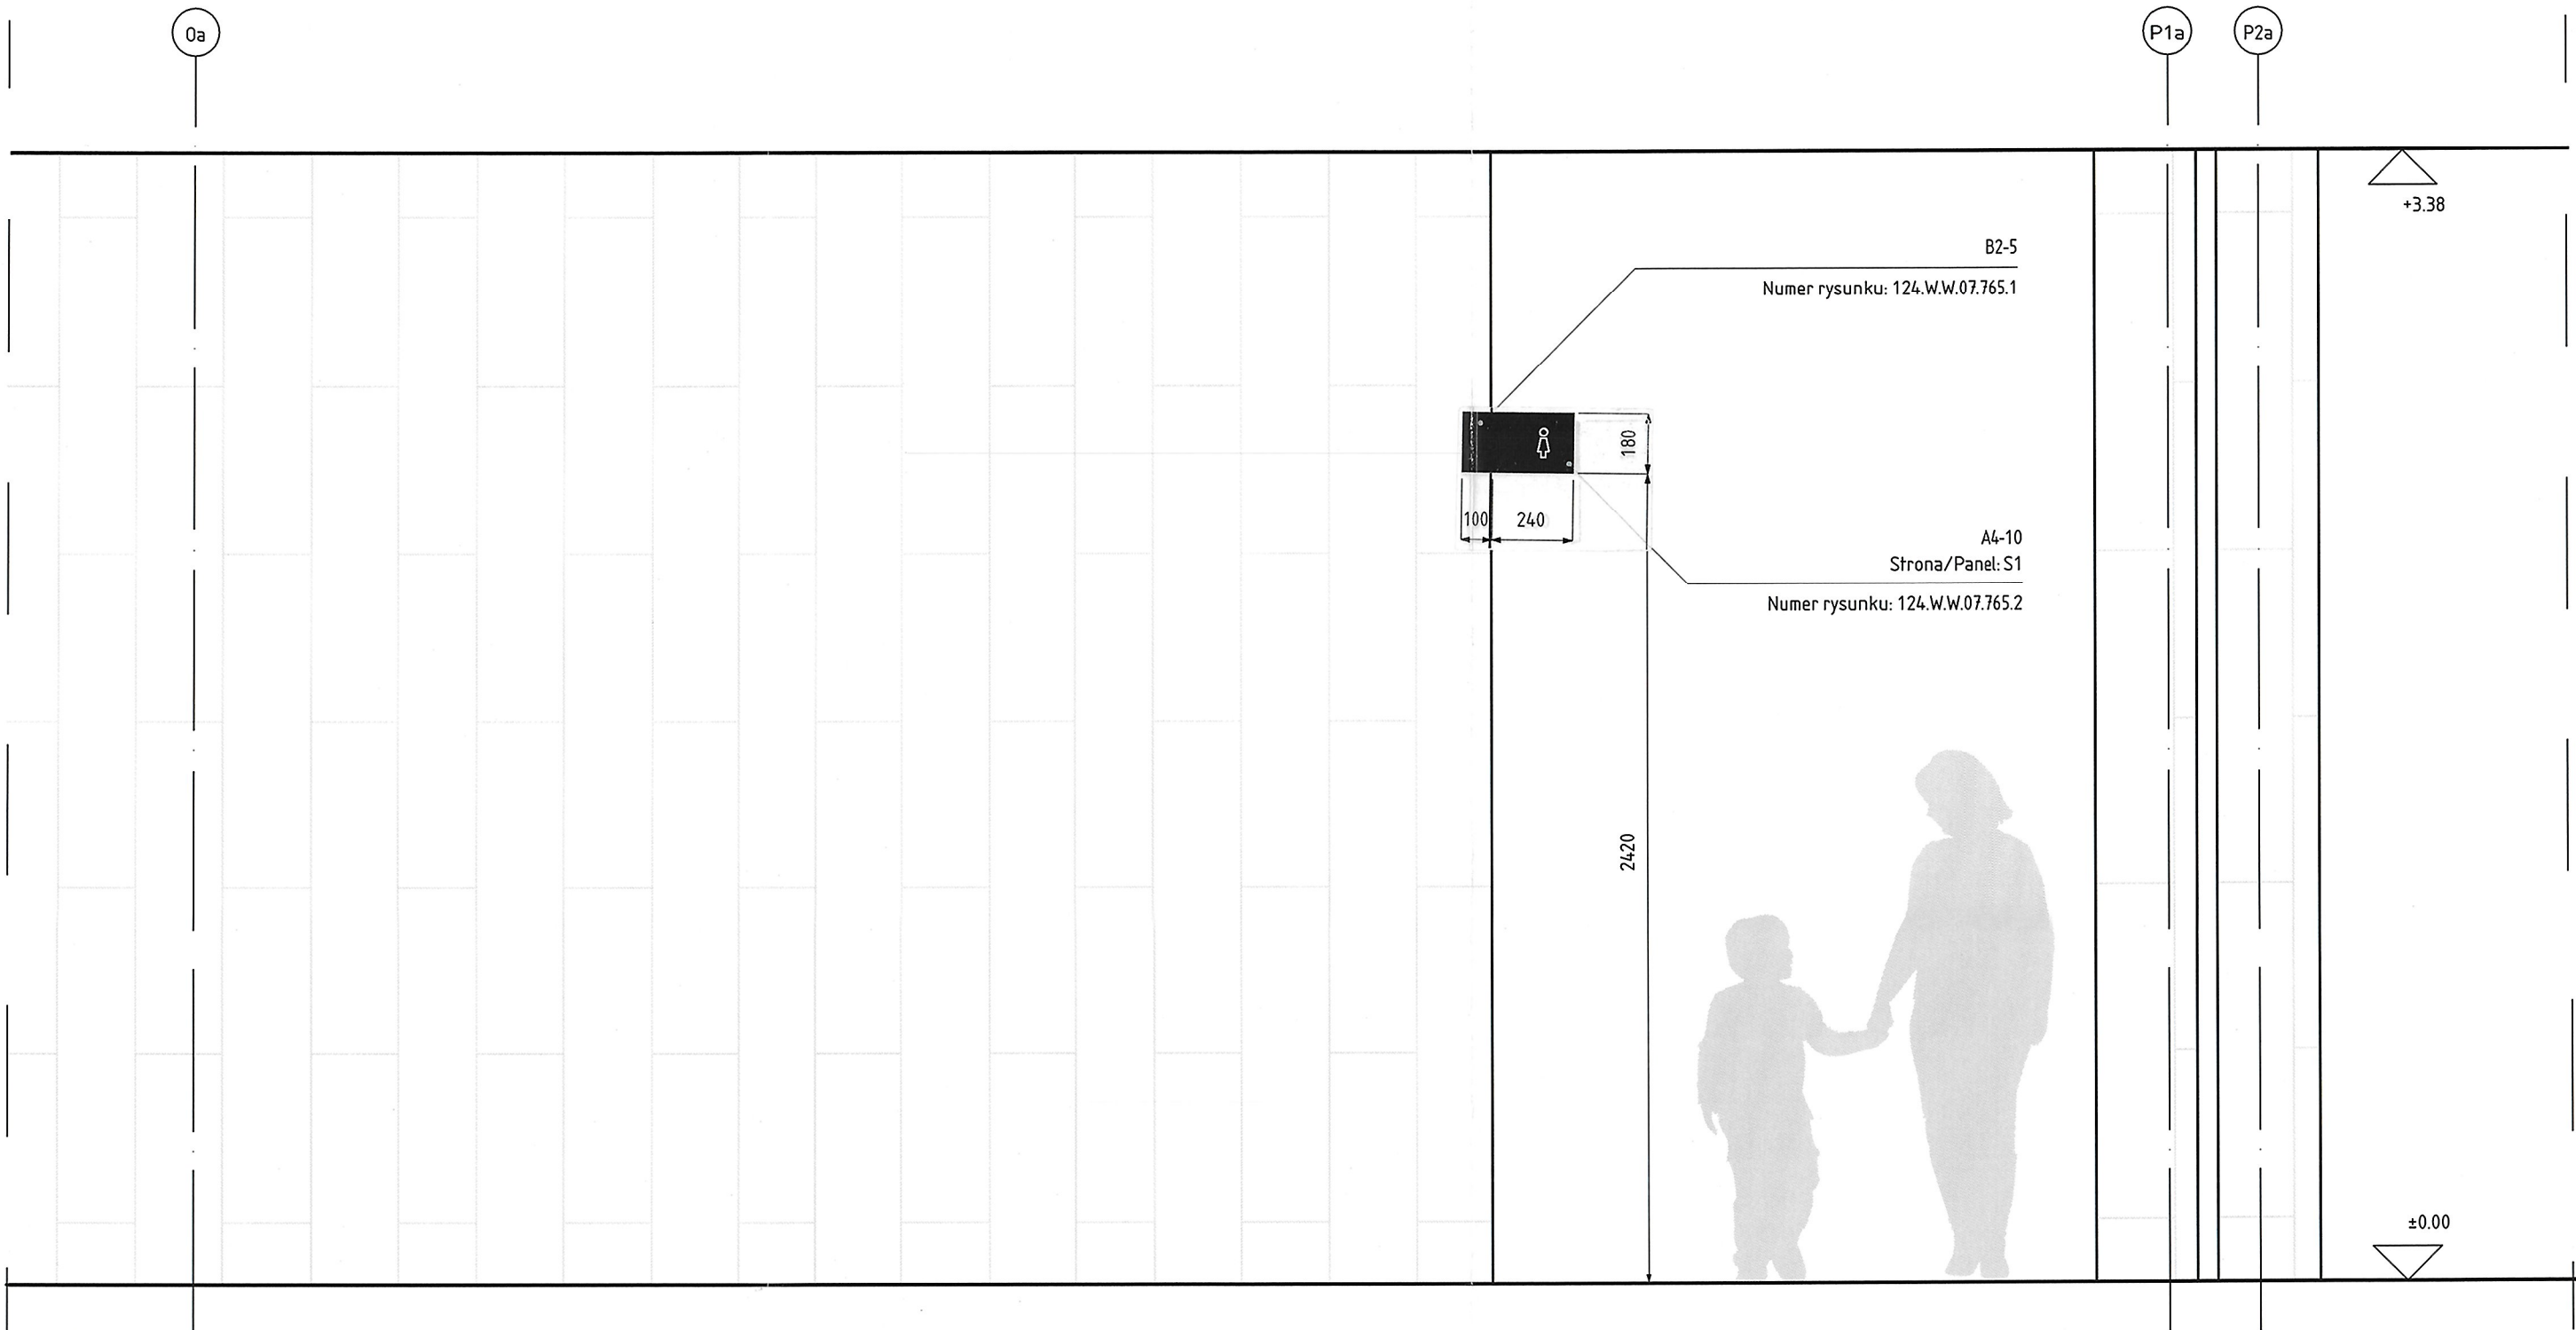 0a
P1a
P2a
+3.38
B2-5
Numer rysunku: 124.W.W.07.765.1
180
100
240
A4-10
Strona/Panel: S1
Numer rysunku: 124.W.W.07.765.2
2420
±0.00